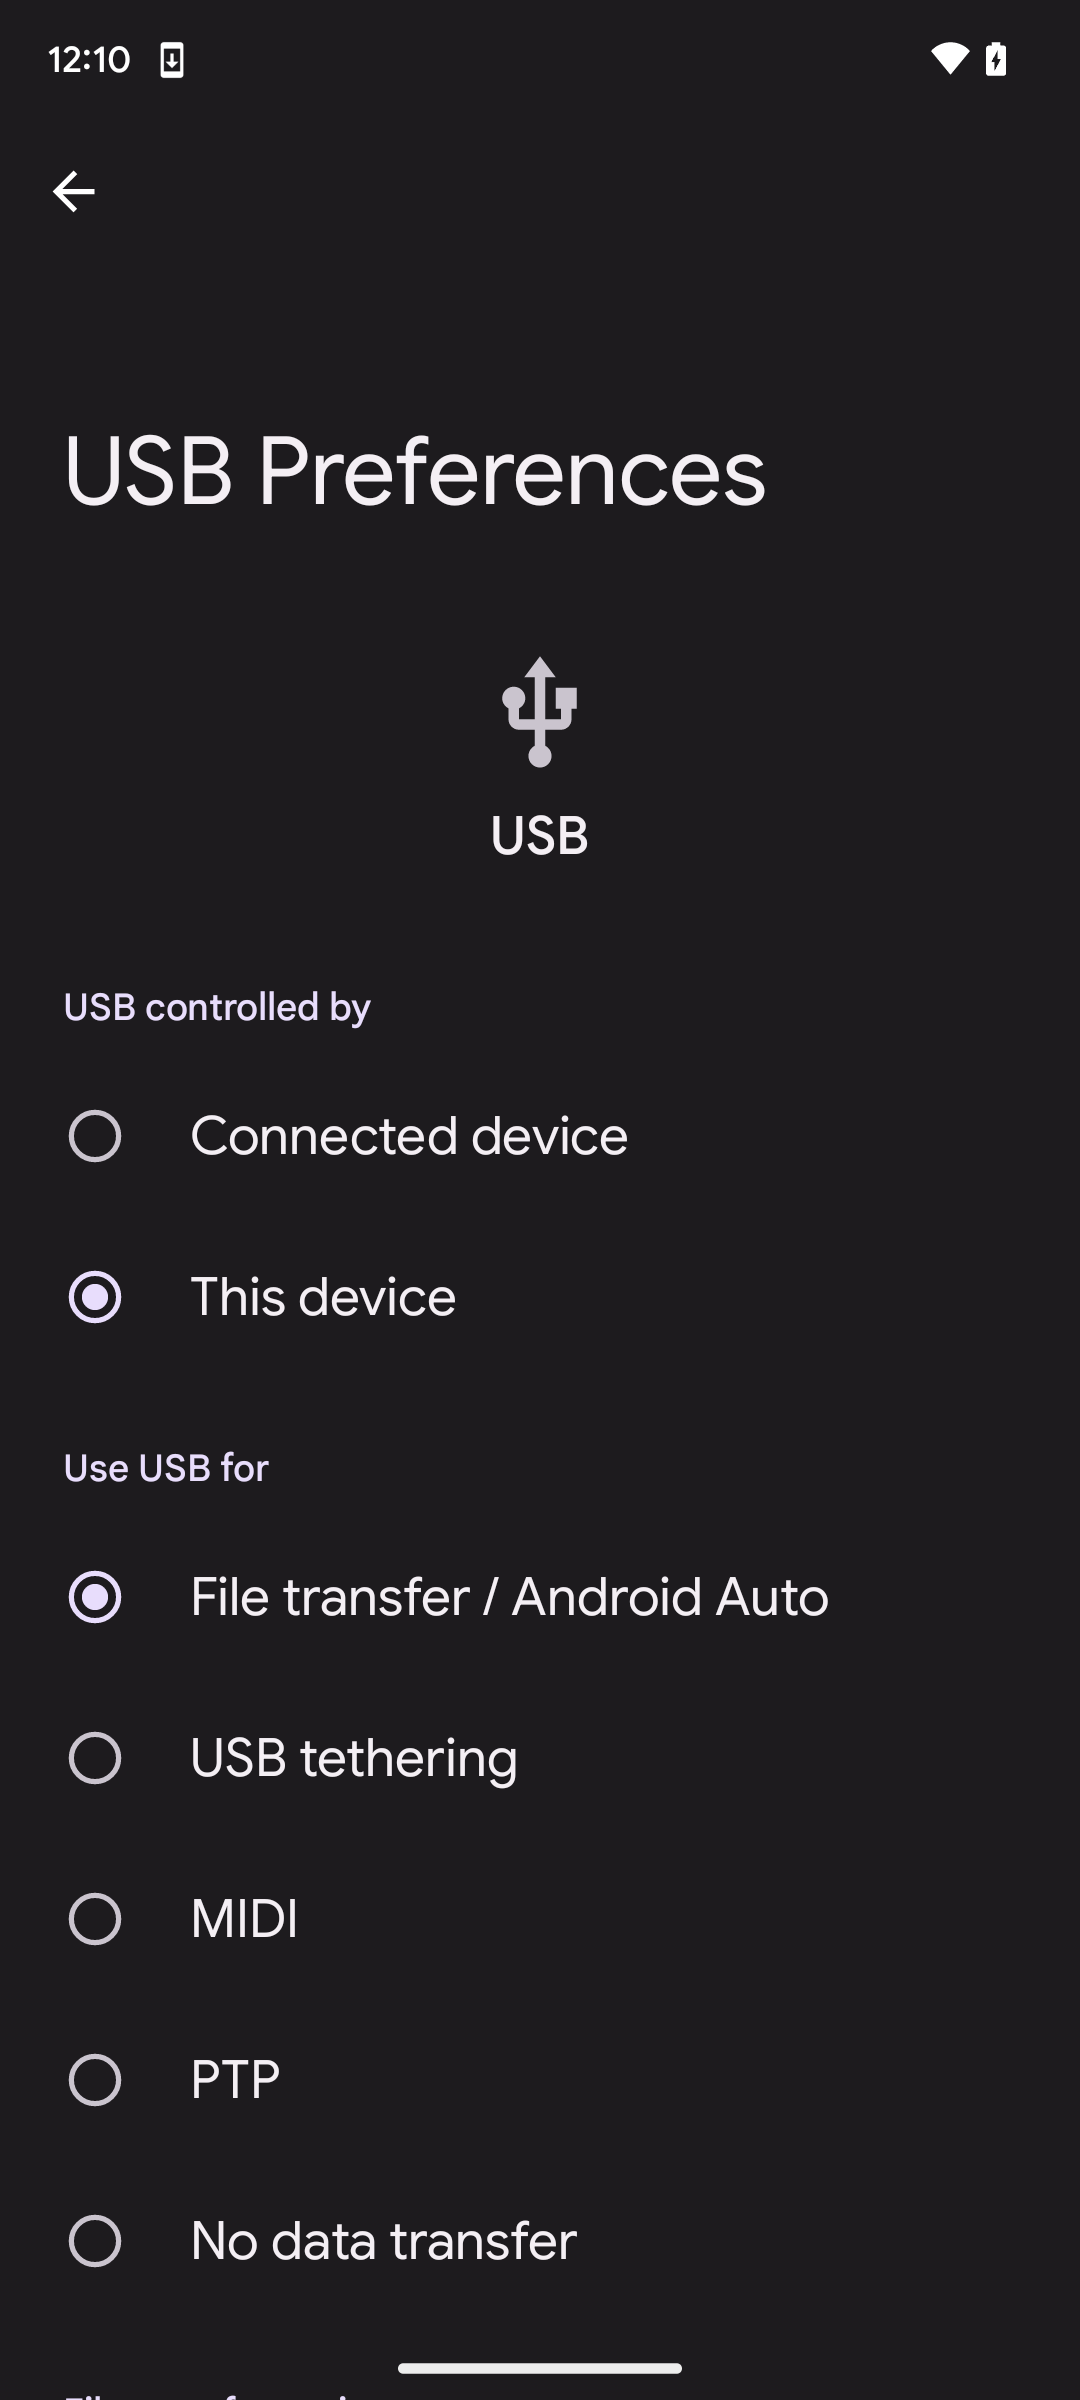 12:10
USB Preferences
USB
USB controlled by
Connected device
This device
Use USB for
File transfer / Android Auto
USB tethering
MIDI
PTP
No data transfer